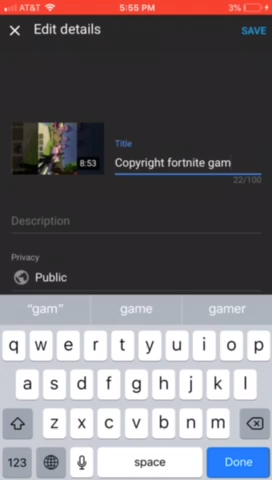 AT&T 5:55 PM 3%
Edit details SAVE
8:53
Title
Copyright fortnite gam
22/100
Description
Privacy
Public
"gam" game gamer
q w e r t y u i o p
a s d f g h j k l
z x c v b n m
123 space Done